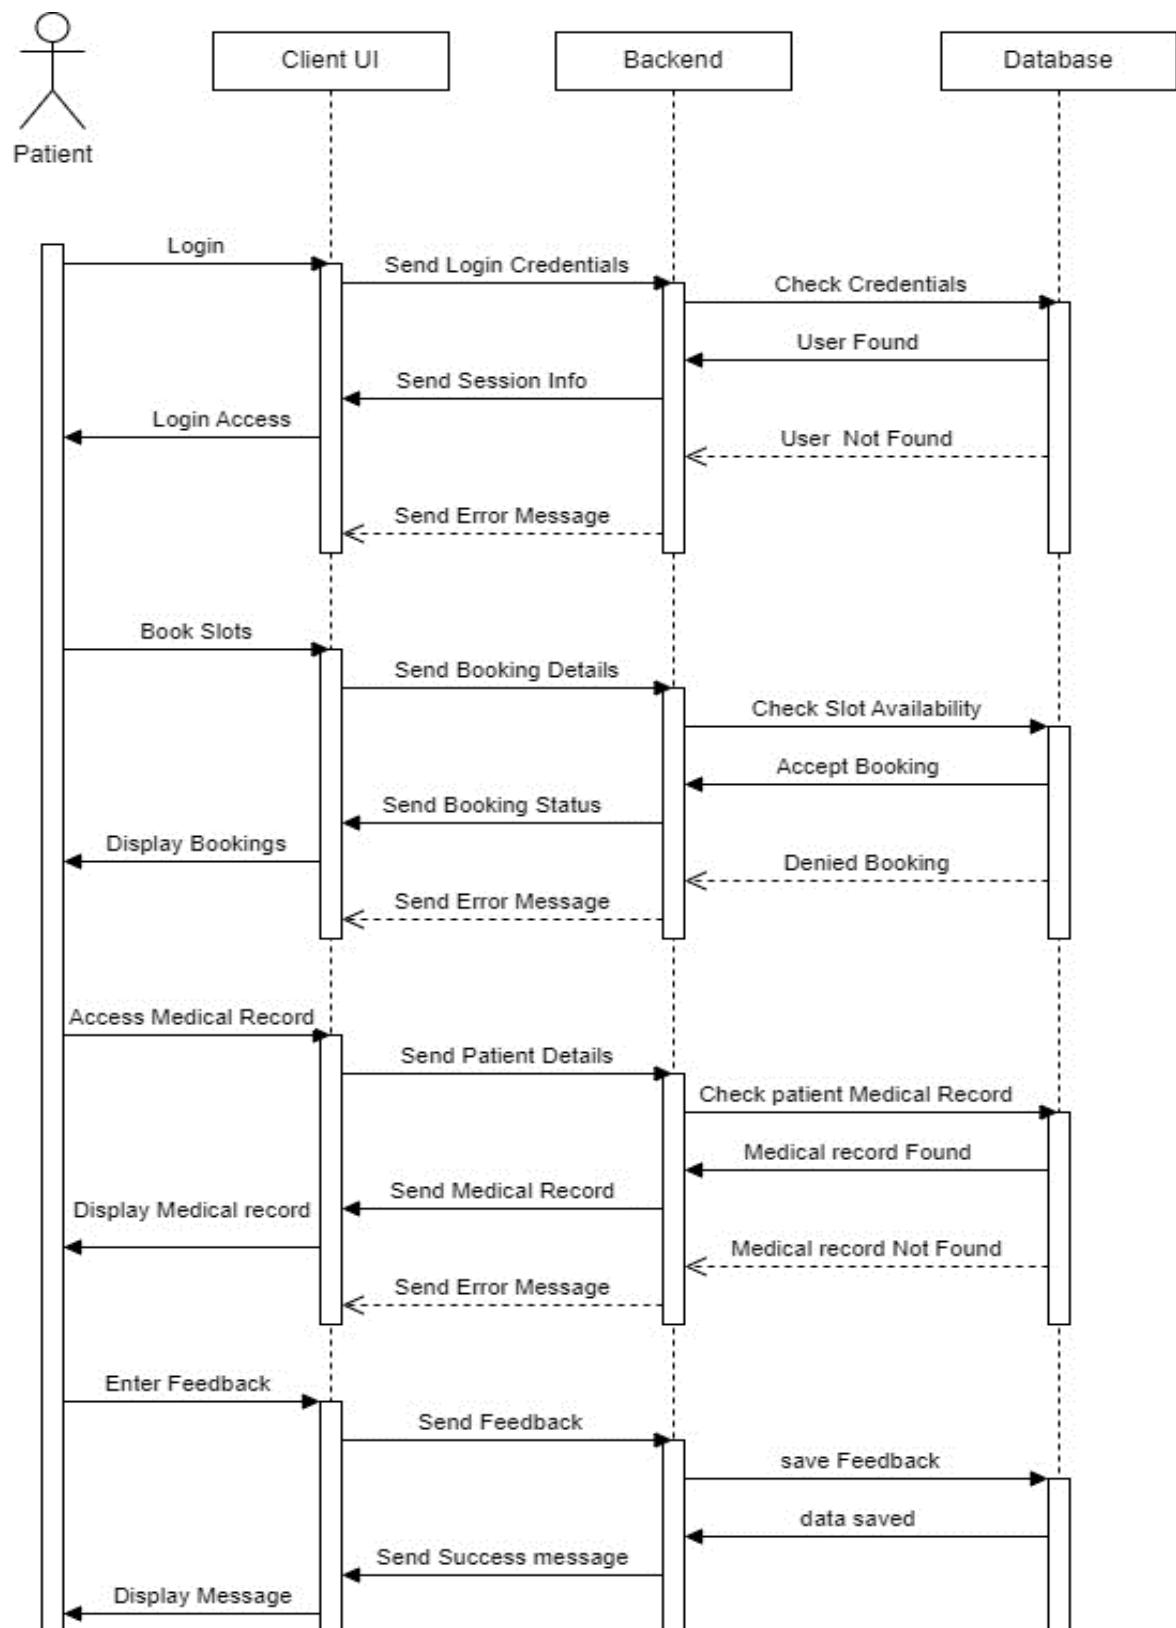 Client UI
Backend
Database
Patient
Login
Send Login Credentials
Check Credentials
User Found
Send Session Info
Login Access
User Not Found
Send Error Message
Book Slots
Send Booking Details
Check Slot Availability
Accept Booking
Send Booking Status
Display Bookings
Denied Booking
Send Error Message
Access Medical Record
Send Patient Details
Check patient Medical Record
Medical record Found
Send Medical Record
Display Medical record
Medical record Not Found
Send Error Message
Enter Feedback
Send Feedback
save Feedback
data saved
Send Success message
Display Message